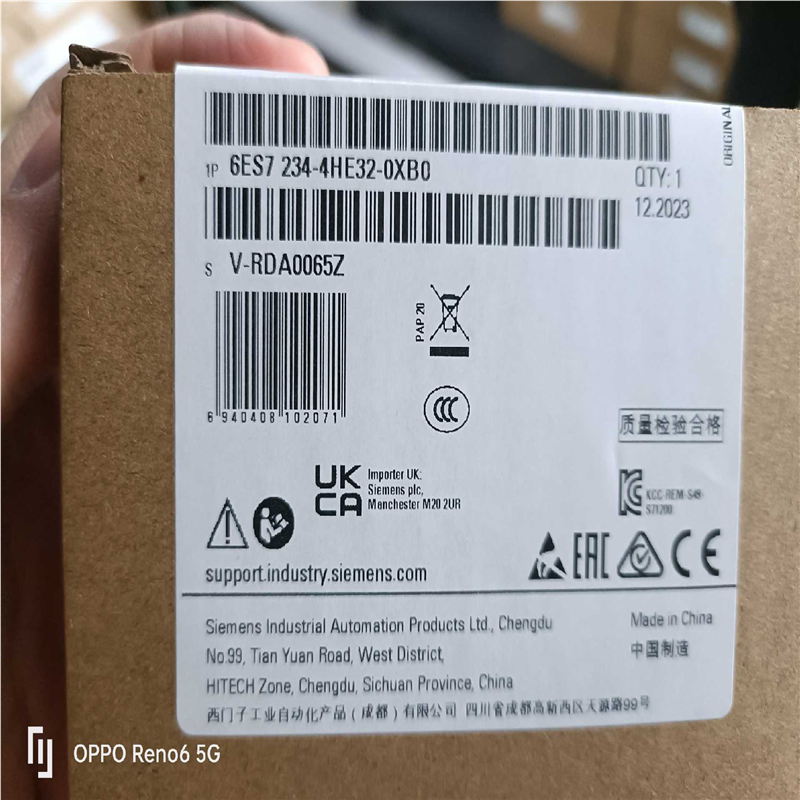 ORIGINAL
1P 6ES7 234-4HE32-0XB0
QTY: 1
12.2023
S V-RDA0065Z
PAP 20
CCC
6 940408 102071
质量检验合格
UK
CA
Importer UK:
Siemens plc,
Manchester M20 2UR
KCC-REM-S49-
S71200
EAC
CE
support.industry.siemens.com
Siemens Industrial Automation Products Ltd., Chengdu
No.99, Tian Yuan Road, West District,
HITECH Zone, Chengdu, Sichuan Province, China
西门子工业自动化产品（成都）有限公司 四川省成都高新西区天源路99号
Made in China
中国制造
OPPO Reno6 5G